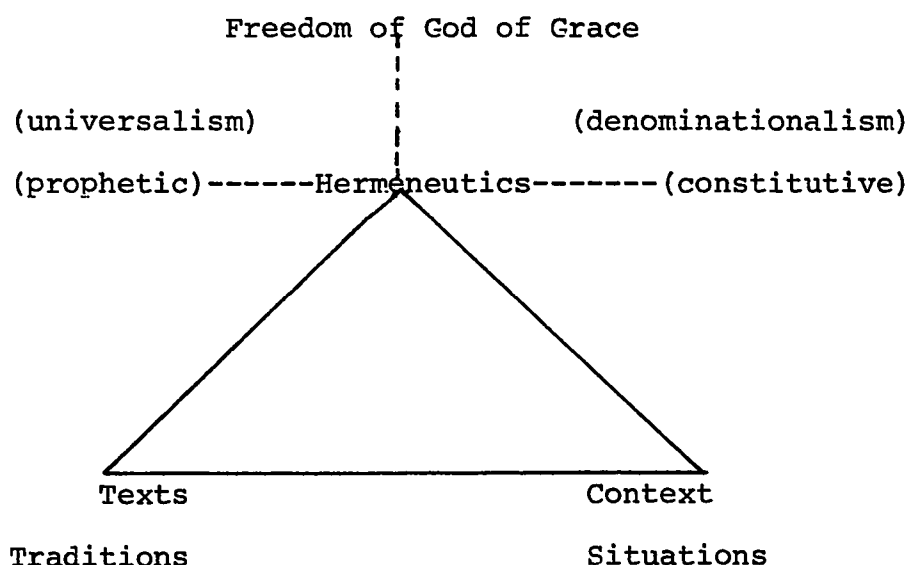 Freedom of God of Grace
(universalism) (denominationalism)
(prophetic)------Hermeneutics-------(constitutive)
Texts Context
Traditions Situations